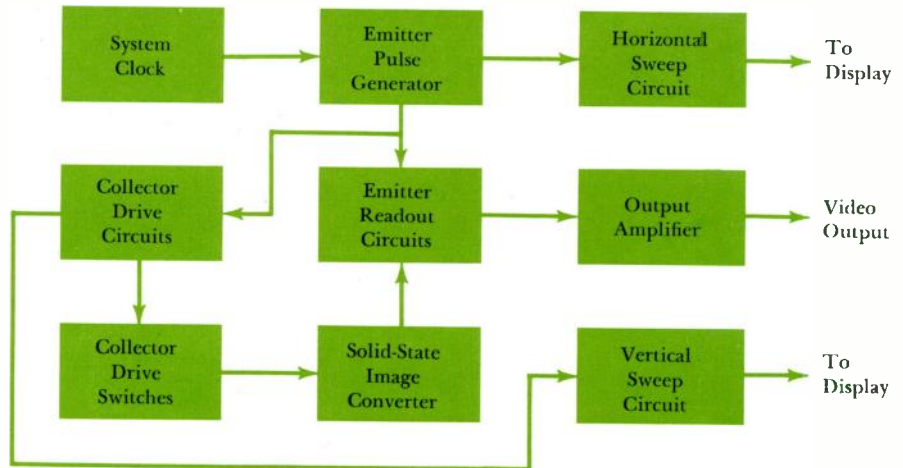 System
Clock
Emitter
Pulse
Generator
Horizontal
Sweep
Circuit
To
Display
Collector
Drive
Circuits
Emitter
Readout
Circuits
Output
Amplifier
Video
Output
Collector
Drive
Switches
Solid-State
Image
Converter
Vertical
Sweep
Circuit
To
Display